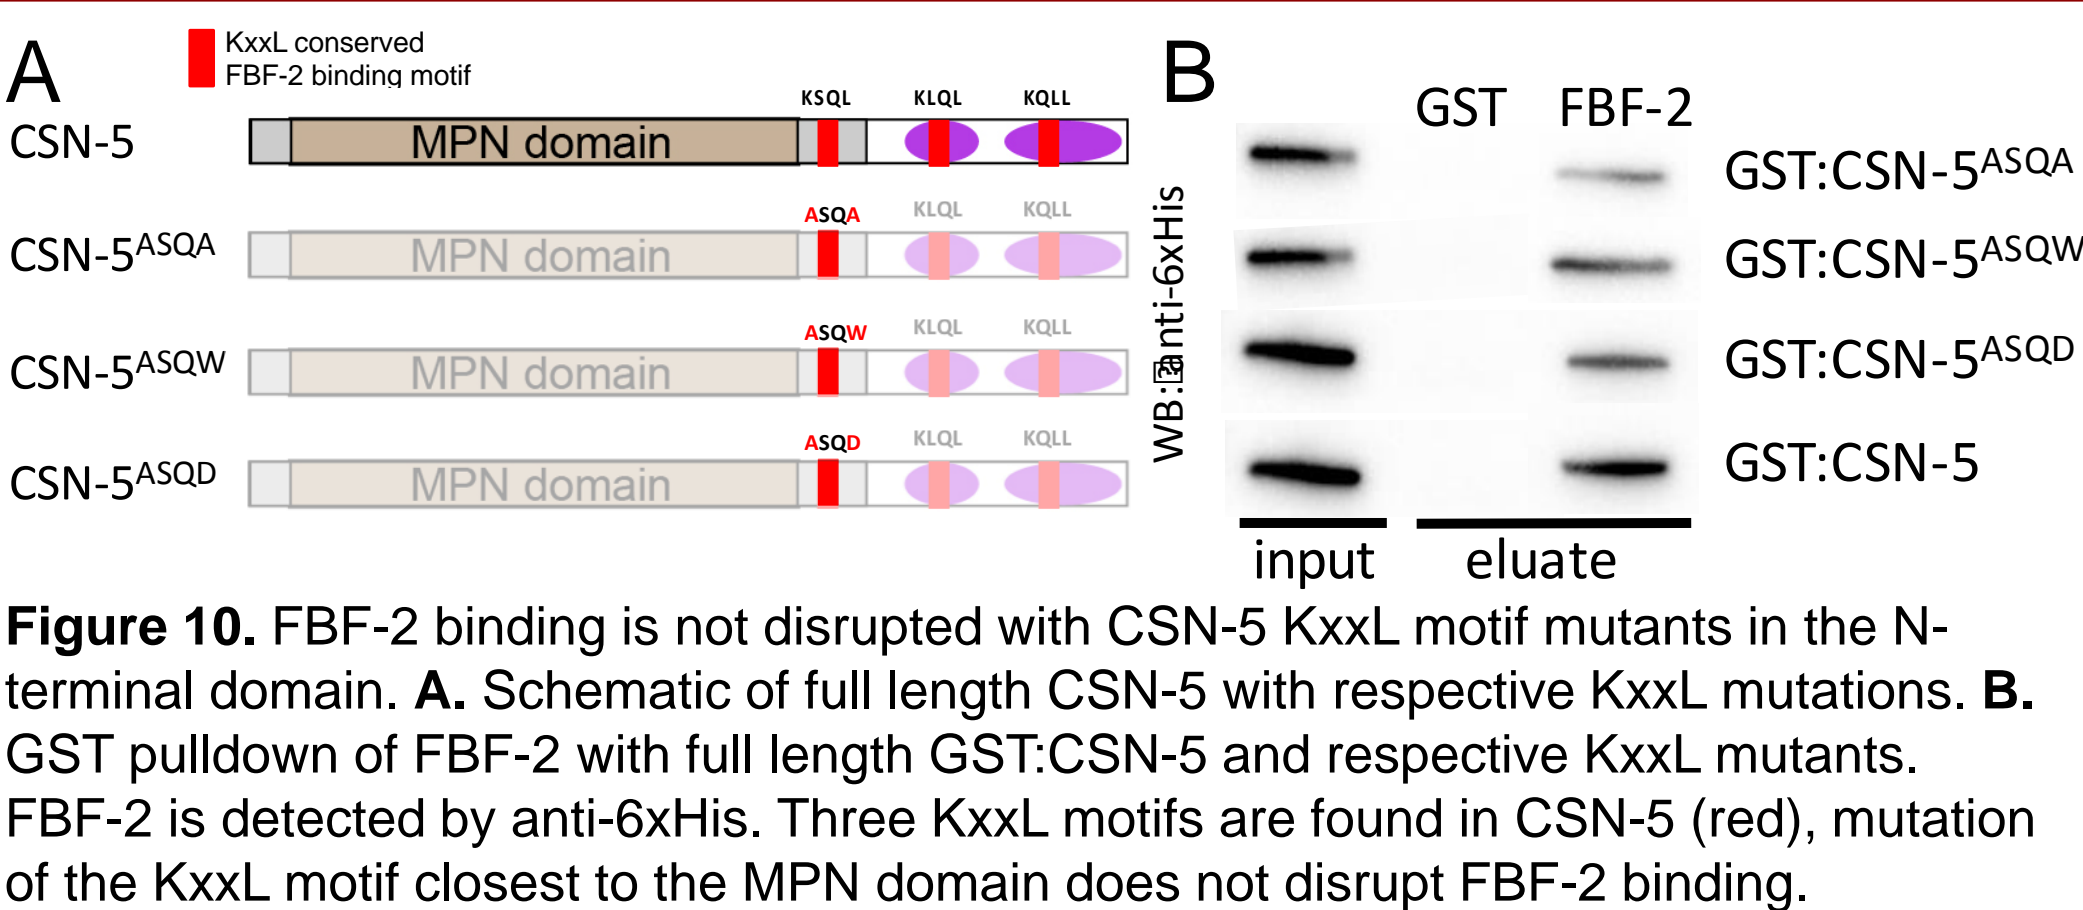 A
KxxL conserved
FBF-2 binding motif
KSQL KLQL KQLL
CSN-5 MPN domain
ASQA KLQL KQLL
CSN-5ASQA MPN domain
ASQW KLQL KQLL
CSN-5ASQW MPN domain
ASQD KLQL KQLL
CSN-5ASQD MPN domain
B
GST FBF-2
WB: anti-6xHis
GST:CSN-5ASQA
GST:CSN-5ASQW
GST:CSN-5ASQD
GST:CSN-5
input eluate
Figure 10. FBF-2 binding is not disrupted with CSN-5 KxxL motif mutants in the N-
terminal domain. A. Schematic of full length CSN-5 with respective KxxL mutations. B.
GST pulldown of FBF-2 with full length GST:CSN-5 and respective KxxL mutants.
FBF-2 is detected by anti-6xHis. Three KxxL motifs are found in CSN-5 (red), mutation
of the KxxL motif closest to the MPN domain does not disrupt FBF-2 binding.